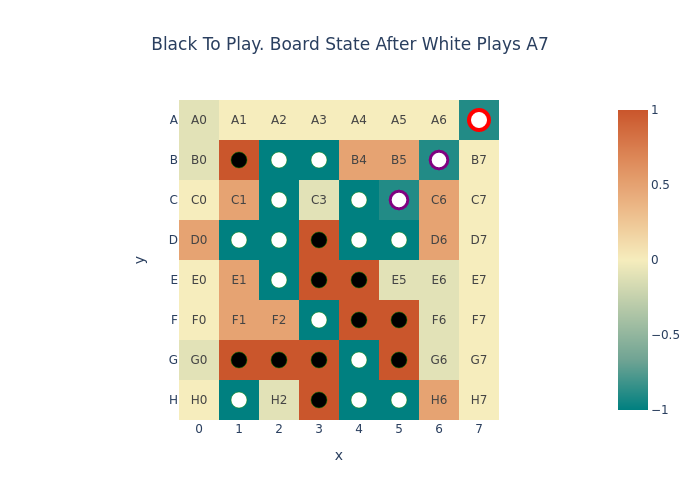 Black To Play. Board State After White Plays A7
A A0 A1 A2 A3 A4 A5 A6 1
B B0 B4 B5 B7
C C0 C1 C3 C6 C7 0.5
D D0 D6 D7
y E E0 E1 E5 E6 E7 0
F F0 F1 F2 F6 F7 −0.5
G G0 G6 G7
H H0 H2 H6 H7 −1
0 1 2 3 4 5 6 7
x